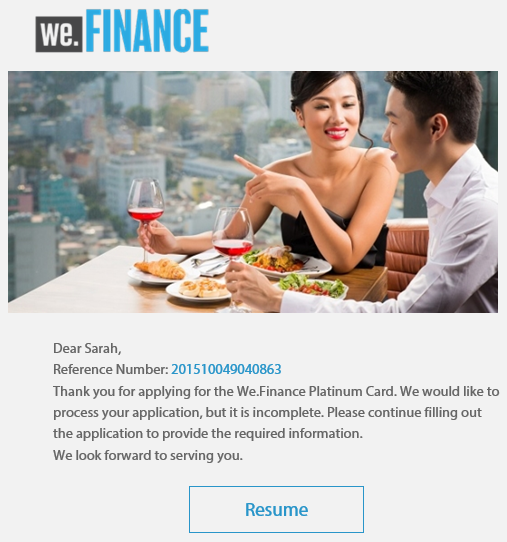 we.FINANCE
Dear Sarah,
Reference Number: 201510049040863
Thank you for applying for the We.Finance Platinum Card. We would like to
process your application, but it is incomplete. Please continue filling out
the application to provide the required information.
We look forward to serving you.
Resume